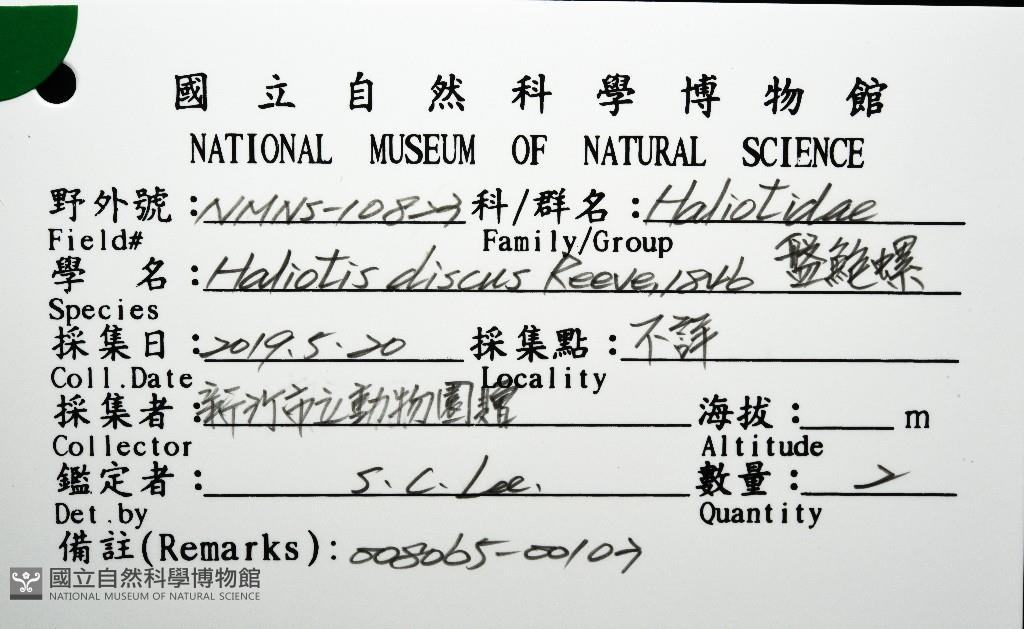 國立自然科學博物館
NATIONAL MUSEUM OF NATURAL SCIENCE
野外號: NMNS-10827 科/群名: Haliotidae
Field# Family/Group
學名: Haliotis discus Reeve, 1846 盤鮑螺
Species
採集日: 2019.5.20 採集點: 不詳
Coll.Date Locality
採集者: 新竹市立動物園贈 海拔: m
Collector Altitude
鑑定者: S. C. Lee. 數量: 2
Det.by Quantity
備註(Remarks): 008065-00107
國立自然科學博物館
NATIONAL MUSEUM OF NATURAL SCIENCE